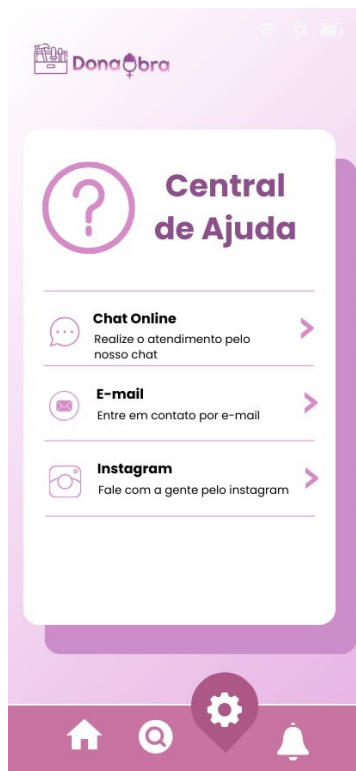 DonaObra
Central
de Ajuda
Chat Online
Realize o atendimento pelo
nosso chat
E-mail
Entre em contato por e-mail
Instagram
Fale com a gente pelo instagram